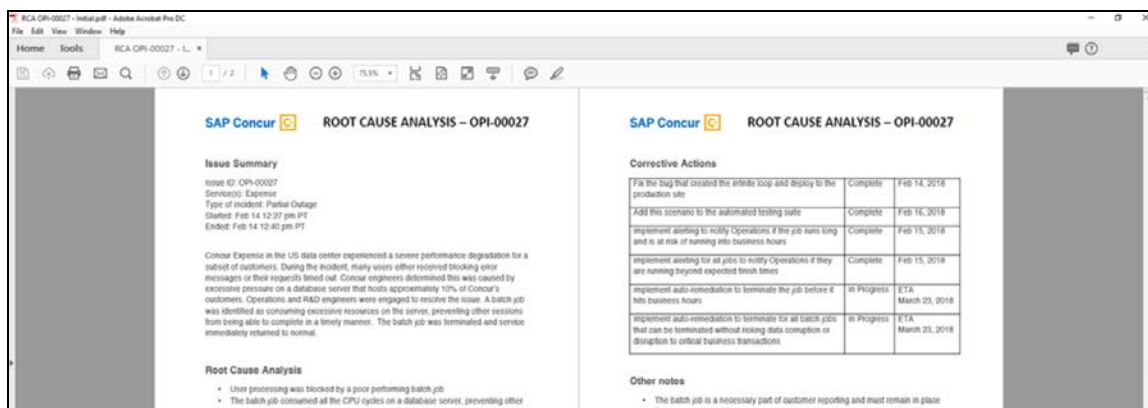 RCA OPI-00027 - Initial.pdf - Adobe Acrobat Pro DC
File Edit View Window Help
Home Tools RCA OPI-00027 - I... ×
1 / 2 75.5%
SAP Concur C ROOT CAUSE ANALYSIS – OPI-00027
Issue Summary
Issue ID: OPI-00027
Service(s): Expense
Type of incident: Partial Outage
Started: Feb 14 12:27 pm PT
Ended: Feb 14 12:40 pm PT
Concur Expense in the US data center experienced a severe performance degradation for a
subset of customers. During the incident, many users either received blocking error
messages or their requests timed out. Concur engineers determined this was caused by
excessive pressure on a database server that hosts approximately 10% of Concur's
customers. Operations and R&D engineers were engaged to resolve the issue. A batch job
was identified as consuming excessive resources on the server, preventing other sessions
from being able to complete in a timely manner. The batch job was terminated and service
immediately returned to normal.
Root Cause Analysis
• User processing was blocked by a poor performing batch job
• The batch job consumed all the CPU cycles on a database server, preventing other
SAP Concur C ROOT CAUSE ANALYSIS – OPI-00027
Corrective Actions
Fix the bug that created the infinite loop and deploy to the Complete Feb 14, 2018
production site
Add this scenario to the automated testing suite Complete Feb 16, 2018
Implement alerting to notify Operations if the job runs long Complete Feb 15, 2018
and is at risk of running into business hours
Implement alerting for all jobs to notify Operations if they Complete Feb 15, 2018
are running beyond expected finish times
Implement auto-remediation to terminate the job before it In Progress ETA
hits business hours March 23, 2018
Implement auto-remediation to terminate for all batch jobs In Progress ETA
that can be terminated without risking data corruption or March 23, 2018
disruption to critical business transactions
Other notes
• The batch job is a necessary part of customer reporting and must remain in place